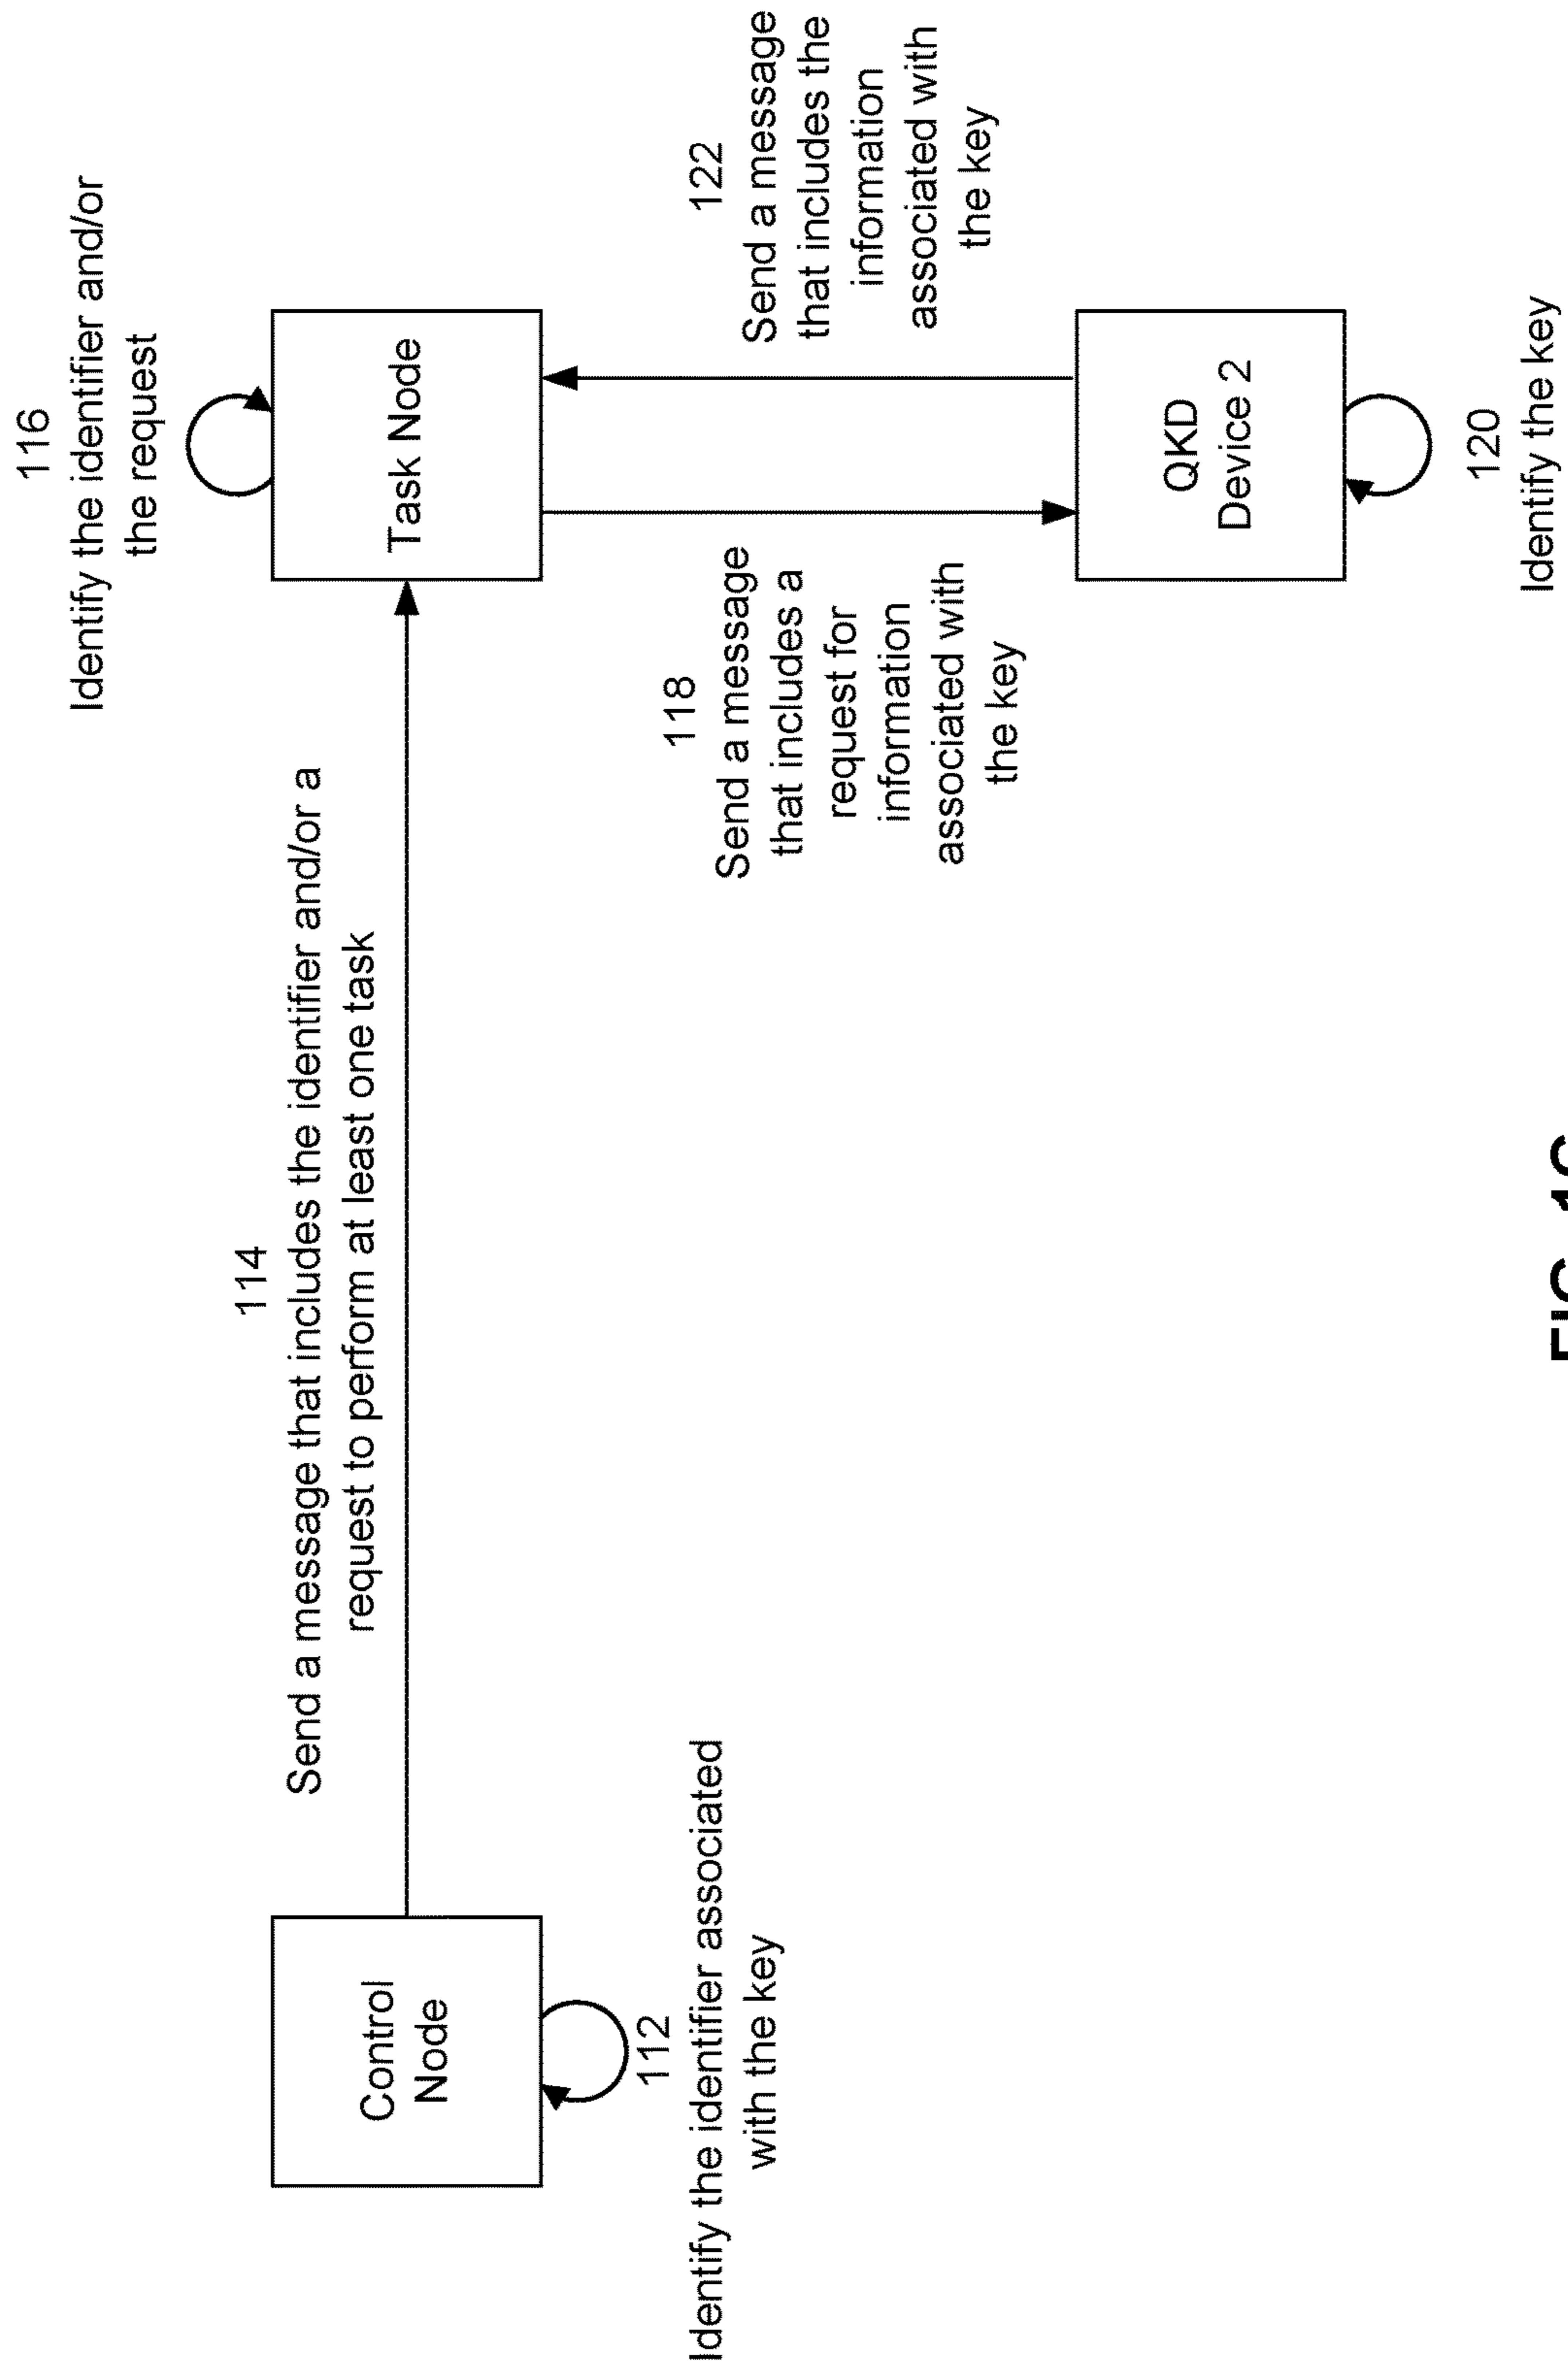 114
Send a message that includes the identifier and/or a
request to perform at least one task
116
Identify the identifier and/or
the request
Control
Node
Task Node
112
Identify the identifier associated
with the key
118
Send a message
that includes a
request for
information
associated with
the key
122
Send a message
that includes the
information
associated with
the key
QKD
Device 2
120
Identify the key